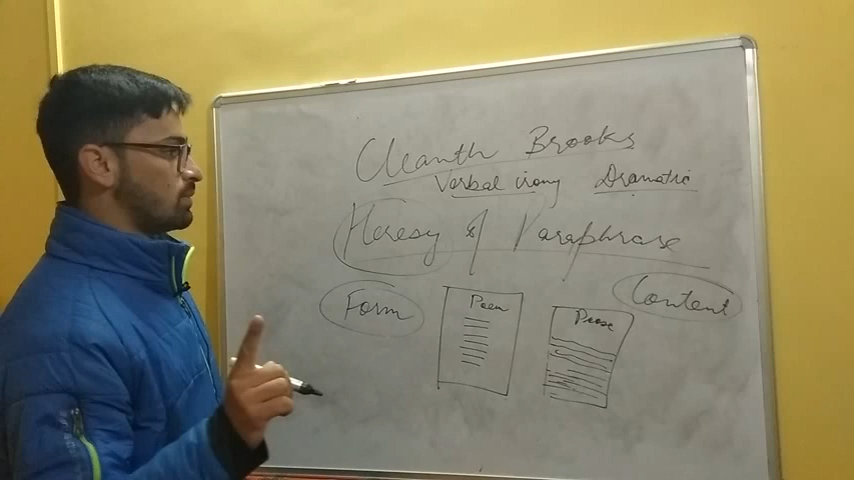 Cleanth Brooks
Verbal irony Dramatic
Heresy of Paraphrase
Form Content
Poem Prose